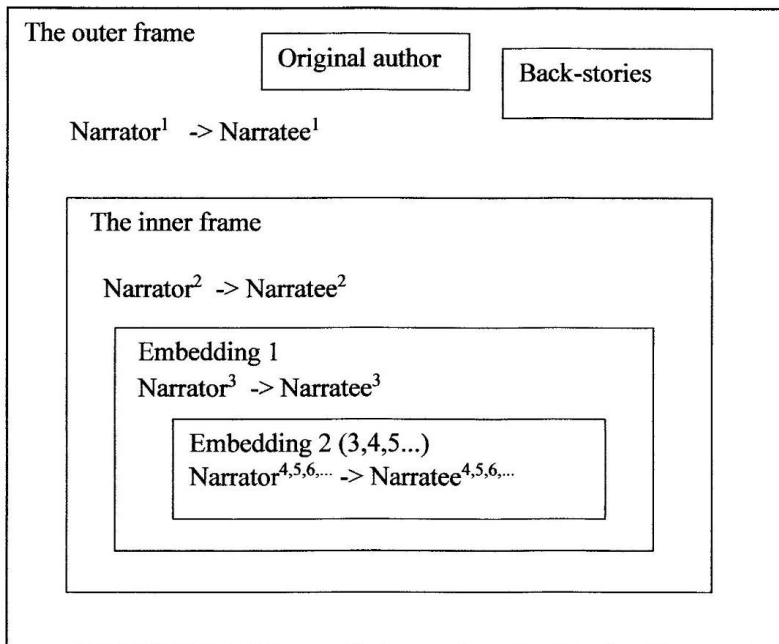 The outer frame
Original author
Back-stories
Narrator¹ -> Narratee¹
The inner frame
Narrator² -> Narratee²
Embedding 1
Narrator³ -> Narratee³
Embedding 2 (3,4,5...)
Narrator⁴,⁵,⁶,… -> Narratee⁴,⁵,⁶,…